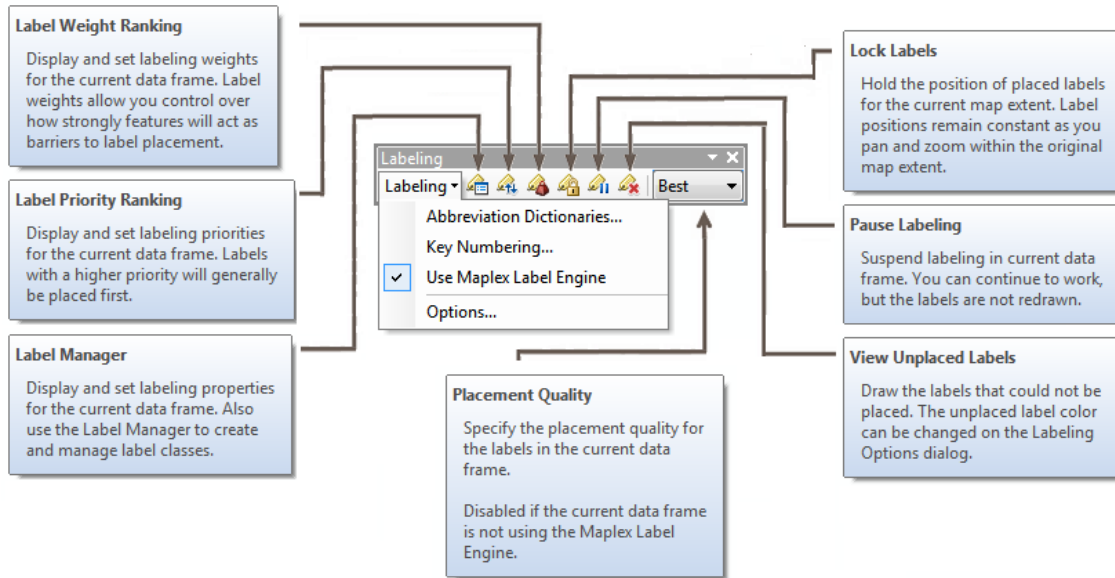 Label Weight Ranking
Display and set labeling weights
for the current data frame. Label
weights allow you control over
how strongly features will act as
barriers to label placement.
Label Priority Ranking
Display and set labeling priorities
for the current data frame. Labels
with a higher priority will generally
be placed first.
Label Manager
Display and set labeling properties
for the current data frame. Also
use the Label Manager to create
and manage label classes.
Labeling
Labeling
Best
Abbreviation Dictionaries...
Key Numbering...
Use Maplex Label Engine
Options...
Placement Quality
Specify the placement quality for
the labels in the current data
frame.
Disabled if the current data frame
is not using the Maplex Label
Engine.
Lock Labels
Hold the position of placed labels
for the current map extent. Label
positions remain constant as you
pan and zoom within the original
map extent.
Pause Labeling
Suspend labeling in current data
frame. You can continue to work,
but the labels are not redrawn.
View Unplaced Labels
Draw the labels that could not be
placed. The unplaced label color
can be changed on the Labeling
Options dialog.